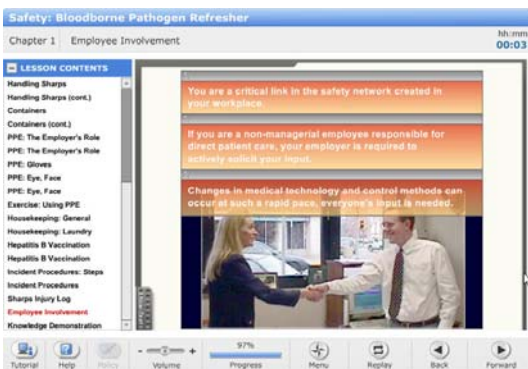 Safety: Bloodborne Pathogen Refresher
Chapter 1 Employee Involvement
hh:mm
00:03
LESSON CONTENTS
Handling Sharps
Handling Sharps (cont.)
Containers
Containers (cont.)
PPE: The Employer's Role
PPE: The Employer's Role
PPE: Gloves
PPE: Eye, Face
PPE: Eye, Face
Exercise: Using PPE
Housekeeping: General
Housekeeping: Laundry
Hepatitis B Vaccination
Hepatitis B Vaccination
Incident Procedures: Steps
Incident Procedures
Sharps Injury Log
Employee Involvement
Knowledge Demonstration
You are a critical link in the safety network created in
your workplace.
If you are a non-managerial employee responsible for
direct patient care, your employer is required to
actively solicit your input.
Changes in medical technology and control methods can
occur at such a rapid pace, everyone's input is needed.
Tutorial
Help
Policy
- +
Volume
97%
Progress
Menu
Replay
Back
Forward